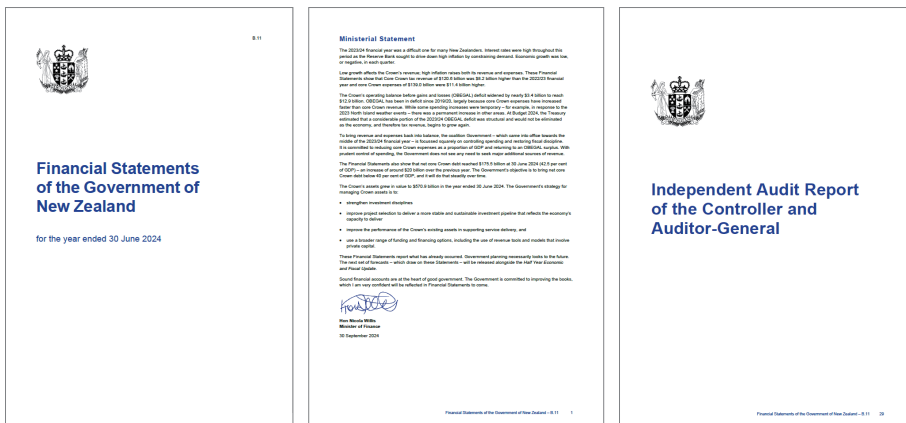 B.11
Financial Statements
of the Government of
New Zealand
for the year ended 30 June 2024
Ministerial Statement
The 2023/24 financial year was a difficult one for many New Zealanders. Interest rates were high throughout this
period as the Reserve Bank sought to drive down high inflation by constraining demand. Economic growth was low,
or negative, in each quarter.
Low growth affects the Crown's revenue; high inflation raises both its revenue and expenses. These Financial
Statements show that Core Crown tax revenue of $120.6 billion was $8.2 billion higher than the 2022/23 financial
year and core Crown expenses of $139.0 billion were $11.4 billion higher.
The Crown's operating balance before gains and losses (OBEGAL) deficit widened by nearly $3.4 billion to reach
$12.9 billion. OBEGAL has been in deficit since 2019/20, largely because core Crown expenses have increased
faster than core Crown revenue. While some spending increases were temporary – for example, in response to the
2023 North Island weather events – there was a permanent increase in other areas. At Budget 2024, the Treasury
estimated that a considerable portion of the 2023/24 OBEGAL deficit was structural and would not be eliminated
as the economy, and therefore tax revenue, begins to grow again.
To bring revenue and expenses back into balance, the coalition Government – which came into office towards the
middle of the 2023/24 financial year – is focussed squarely on controlling spending and restoring fiscal discipline.
It is committed to reducing core Crown expenses as a proportion of GDP and returning to an OBEGAL surplus. With
prudent control of spending, the Government does not see any need to seek major additional sources of revenue.
The Financial Statements also show that net core Crown debt reached $175.5 billion at 30 June 2024 (42.5 per cent
of GDP) – an increase of around $20 billion over the previous year. The Government's objective is to bring net core
Crown debt below 40 per cent of GDP, and it will do that steadily over time.
The Crown's assets grew in value to $570.9 billion in the year ended 30 June 2024. The Government's strategy for
managing Crown assets is to:
• strengthen investment disciplines
• improve project selection to deliver a more stable and sustainable investment pipeline that reflects the economy's
capacity to deliver
• improve the performance of the Crown's existing assets in supporting service delivery, and
• use a broader range of funding and financing options, including the use of revenue tools and models that involve
private capital.
These Financial Statements report what has already occurred. Government planning necessarily looks to the future.
The next set of forecasts – which draw on these Statements – will be released alongside the Half Year Economic
and Fiscal Update.
Sound financial accounts are at the heart of good government. The Government is committed to improving the books,
which I am very confident will be reflected in Financial Statements to come.
Hon Nicola Willis
Minister of Finance
30 September 2024
Financial Statements of the Government of New Zealand – B.11 1
Independent Audit Report
of the Controller and
Auditor-General
Financial Statements of the Government of New Zealand – B.11 29